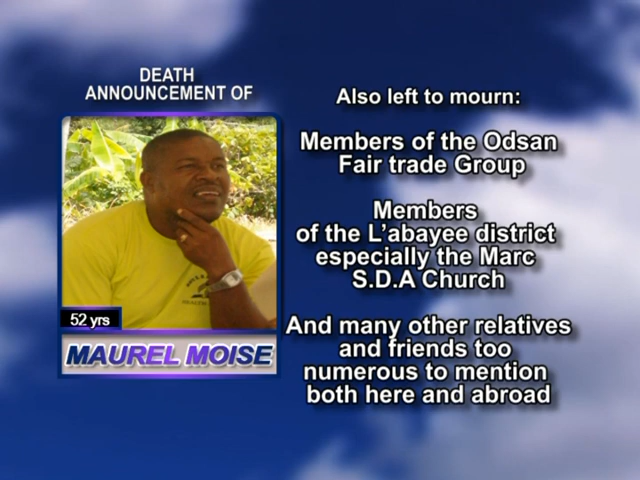 DEATH
ANNOUNCEMENT OF
52 yrs
MAUREL MOISE
Also left to mourn:
Members of the Odsan
Fair trade Group
Members
of the L'abayee district
especially the Marc
S.D.A Church
And many other relatives
and friends too
numerous to mention
both here and abroad